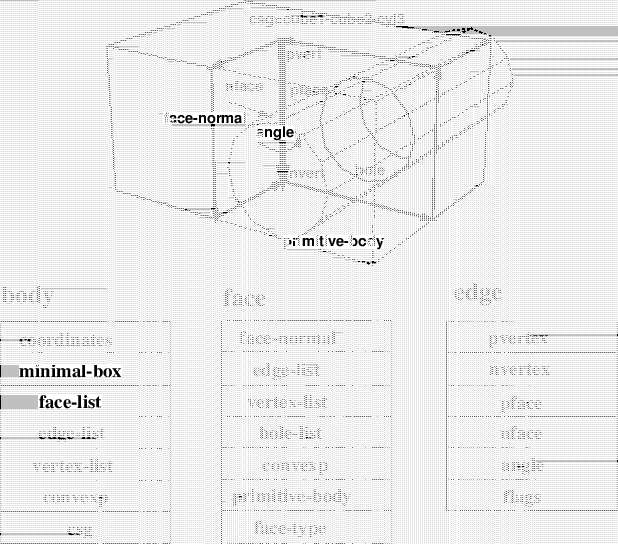 csg=cube1-cube2-cyl3
pvert
nface
pface
face-normal
angle
nvert
hole
primitive-body
body
face
edge
coordinates
face-normal
pvertex
minimal-box
edge-list
nvertex
face-list
vertex-list
pface
edge-list
hole-list
nface
vertex-list
convexp
angle
convexp
primitive-body
flags
csg
face-type